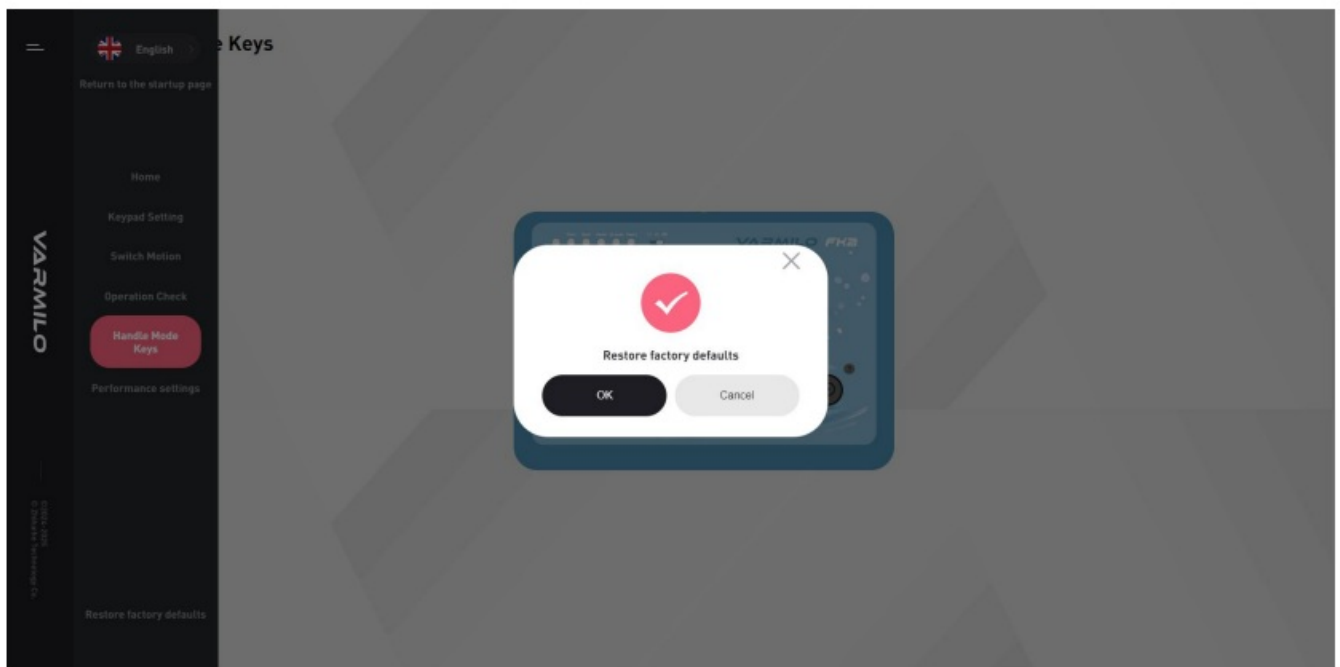 English
e Keys
Return to the startup page
Home
Keypad Setting
Switch Motion
Operation Check
Handle Mode
Keys
Performance settings
Restore factory defaults
VARMILO
VARMILO FK2
Restore factory defaults
OK
Cancel